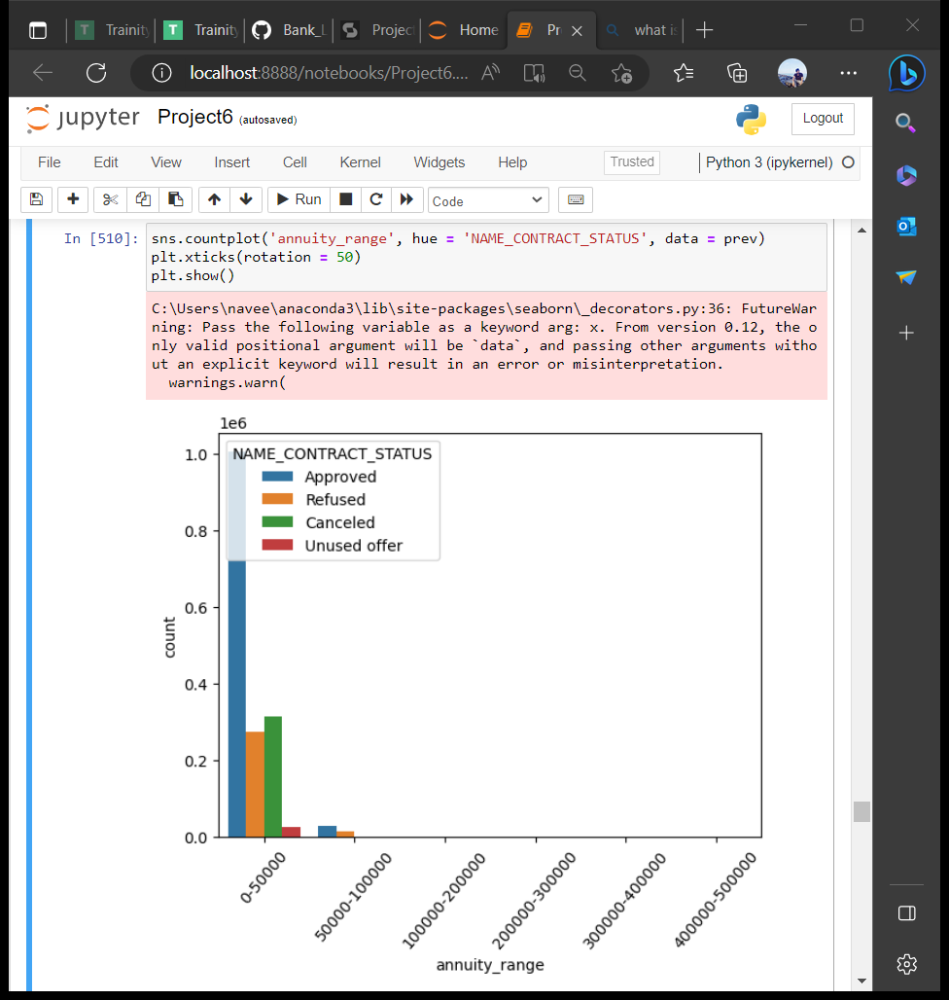 Trainity
Trainity
Bank_L
Project
Home
Pr
what is
localhost:8888/notebooks/Project6....
jupyter Project6 (autosaved)
Logout
File Edit View Insert Cell Kernel Widgets Help Trusted Python 3 (ipykernel)
Run Code
In [510]: sns.countplot('annuity_range', hue = 'NAME_CONTRACT_STATUS', data = prev)
plt.xticks(rotation = 50)
plt.show()
C:\Users\navee\anaconda3\lib\site-packages\seaborn\_decorators.py:36: FutureWar
ning: Pass the following variable as a keyword arg: x. From version 0.12, the o
nly valid positional argument will be `data`, and passing other arguments witho
ut an explicit keyword will result in an error or misinterpretation.
warnings.warn(
1e6
NAME_CONTRACT_STATUS
Approved
Refused
Canceled
Unused offer
1.0
0.8
0.6
0.4
0.2
0.0
count
0-50000
50000-100000
100000-200000
200000-300000
300000-400000
400000-500000
annuity_range